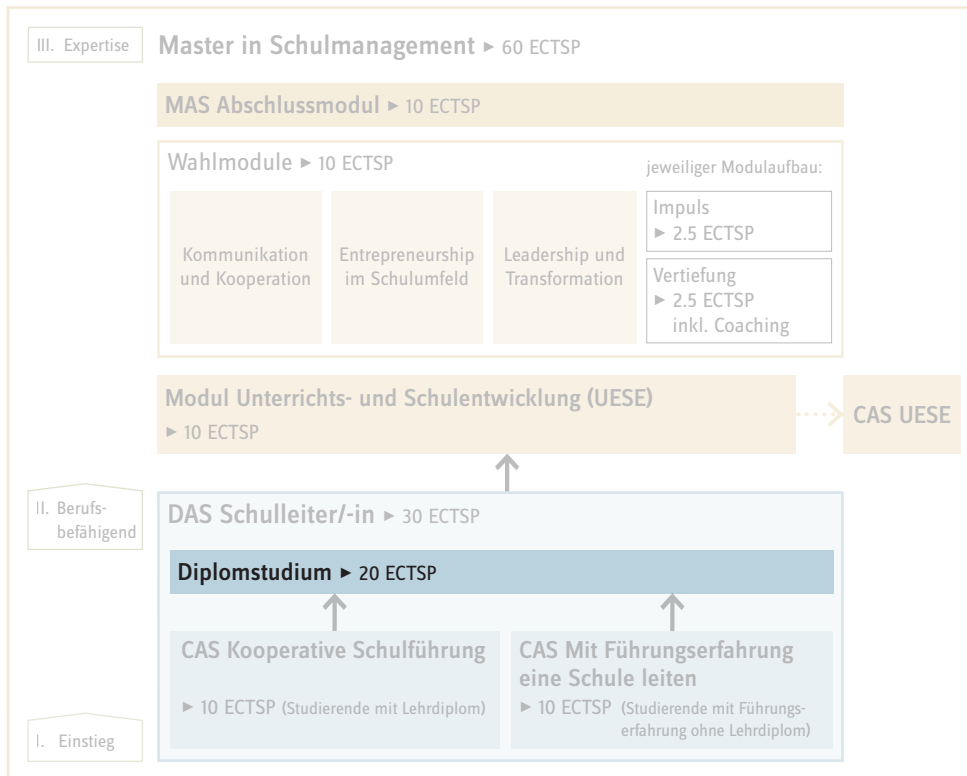 III. Expertise
Master in Schulmanagement ► 60 ECTSP
MAS Abschlussmodul ► 10 ECTSP
Wahlmodule ► 10 ECTSP
jeweiliger Modulaufbau:
Kommunikation
und Kooperation
Entrepreneurship
im Schulumfeld
Leadership und
Transformation
Impuls
► 2.5 ECTSP
Vertiefung
► 2.5 ECTSP
inkl. Coaching
Modul Unterrichts- und Schulentwicklung (UESE)
► 10 ECTSP
CAS UESE
II. Berufs-
befähigend
DAS Schulleiter/-in ► 30 ECTSP
Diplomstudium ► 20 ECTSP
CAS Kooperative Schulführung
► 10 ECTSP (Studierende mit Lehrdiplom)
CAS Mit Führungserfahrung
eine Schule leiten
► 10 ECTSP (Studierende mit Führungs-
erfahrung ohne Lehrdiplom)
I. Einstieg